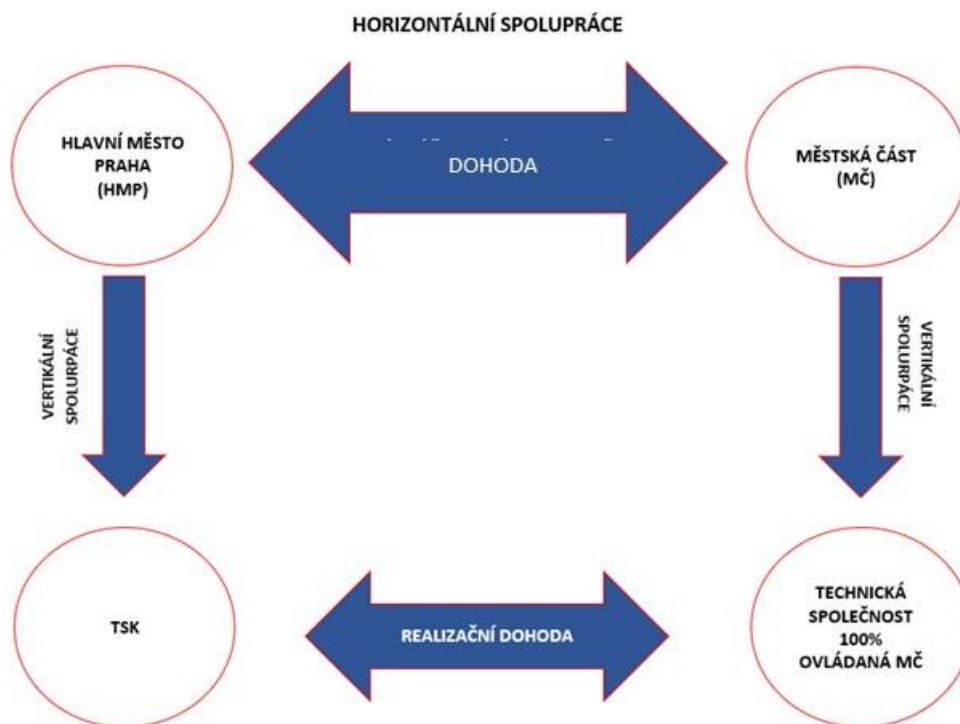 HORIZONTÁLNÍ SPOLUPRÁCE
HLAVNÍ MĚSTO
PRAHA
(HMP)
DOHODA
MĚSTSKÁ ČÁST
(MČ)
VERTIKÁLNÍ
SPOLURPÁCE
VERTIKÁLNÍ
SPOLURPÁCE
TSK
REALIZAČNÍ DOHODA
TECHNICKÁ
SPOLEČNOST
100%
OVLÁDANÁ MČ